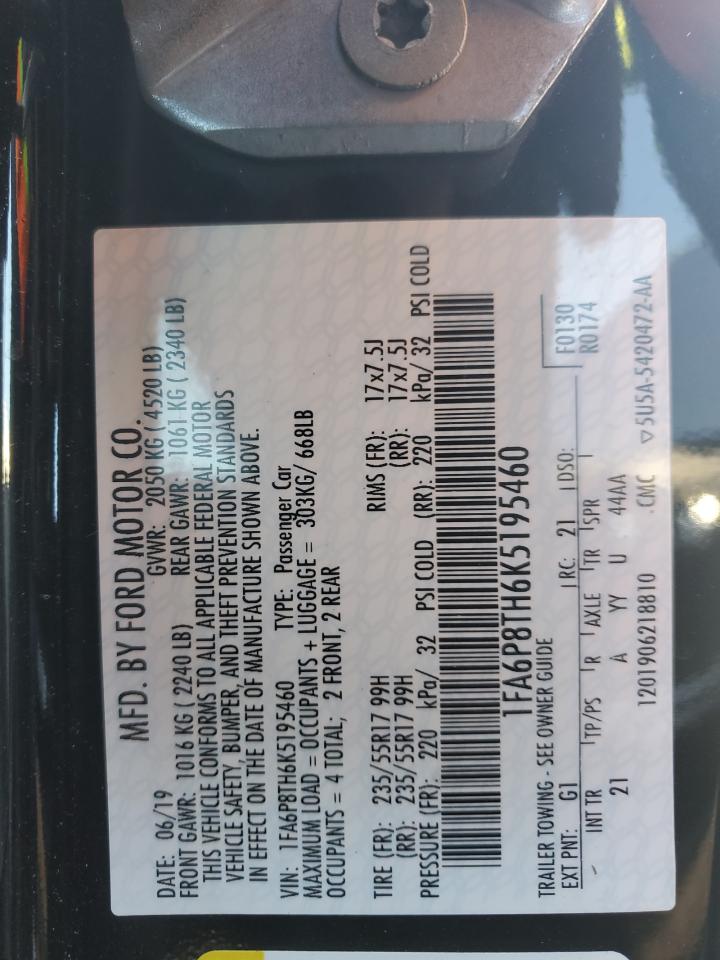 MFD. BY FORD MOTOR CO.
DATE: 06/19 GVWR: 2050 KG ( 4520 LB)
FRONT GAWR: 1016 KG ( 2240 LB) REAR GAWR: 1061 KG ( 2340 LB)
THIS VEHICLE CONFORMS TO ALL APPLICABLE FEDERAL MOTOR
VEHICLE SAFETY, BUMPER, AND THEFT PREVENTION STANDARDS
IN EFFECT ON THE DATE OF MANUFACTURE SHOWN ABOVE.
VIN: 1FA6P8TH6K5195460 TYPE: Passenger Car
MAXIMUM LOAD = OCCUPANTS + LUGGAGE = 303KG/ 668LB
OCCUPANTS = 4 TOTAL; 2 FRONT, 2 REAR
TIRE (FR): 235/55R17 99H RIMS (FR): 17x7.5J
(RR): 235/55R17 99H (RR): 17x7.5J
PRESSURE (FR): 220 kPa/ 32 PSI COLD (RR): 220 kPa/ 32 PSI COLD
1FA6P8TH6K5195460
TRAILER TOWING - SEE OWNER GUIDE
F0130
EXT PNT: G1 RC: 21 DSO: R0174
INT TR TP/PS R AXLE TR SPR
21 A YY U 44AA
1201906218810 CMC ▽5U5A-5420472-AA